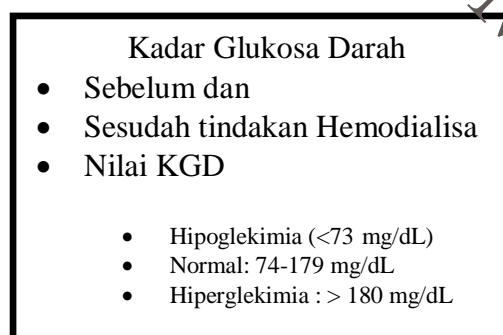 Kadar Glukosa Darah
• Sebelum dan
• Sesudah tindakan Hemodialisa
• Nilai KGD
• Hipoglekimia (<73 mg/dL)
• Normal: 74-179 mg/dL
• Hiperglekimia : > 180 mg/dL